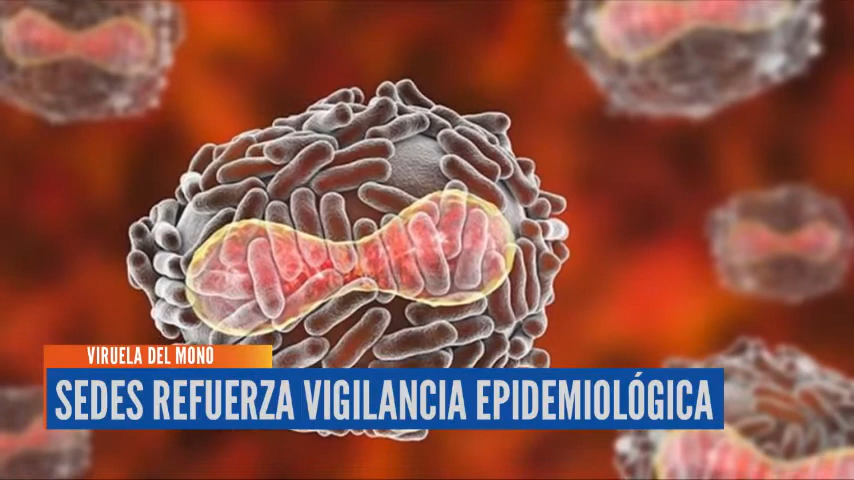 VIRUELA DEL MONO
SEDES REFUERZA VIGILANCIA EPIDEMIOLÓGICA